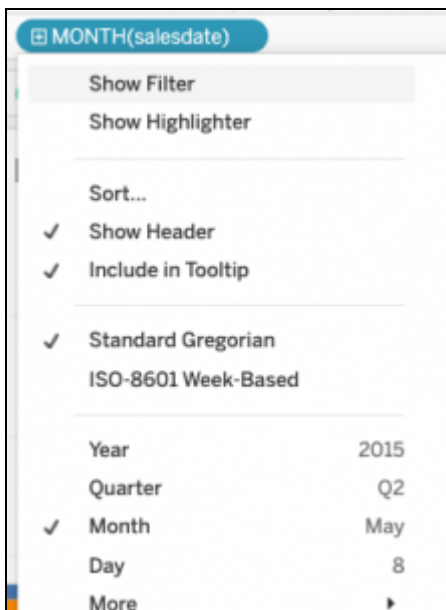 MONTH(salesdate)
Show Filter
Show Highlighter
Sort...
Show Header
Include in Tooltip
Standard Gregorian
ISO-8601 Week-Based
Year 2015
Quarter Q2
Month May
Day 8
More